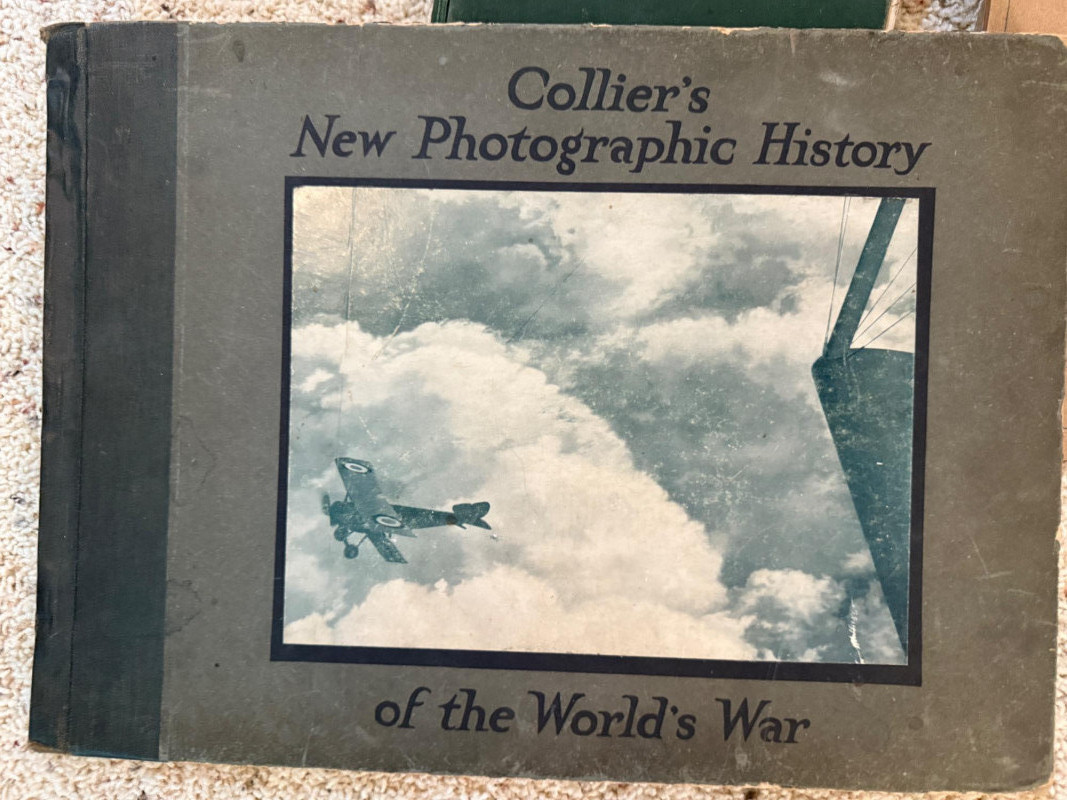 Collier's
New Photographic History
of the World's War